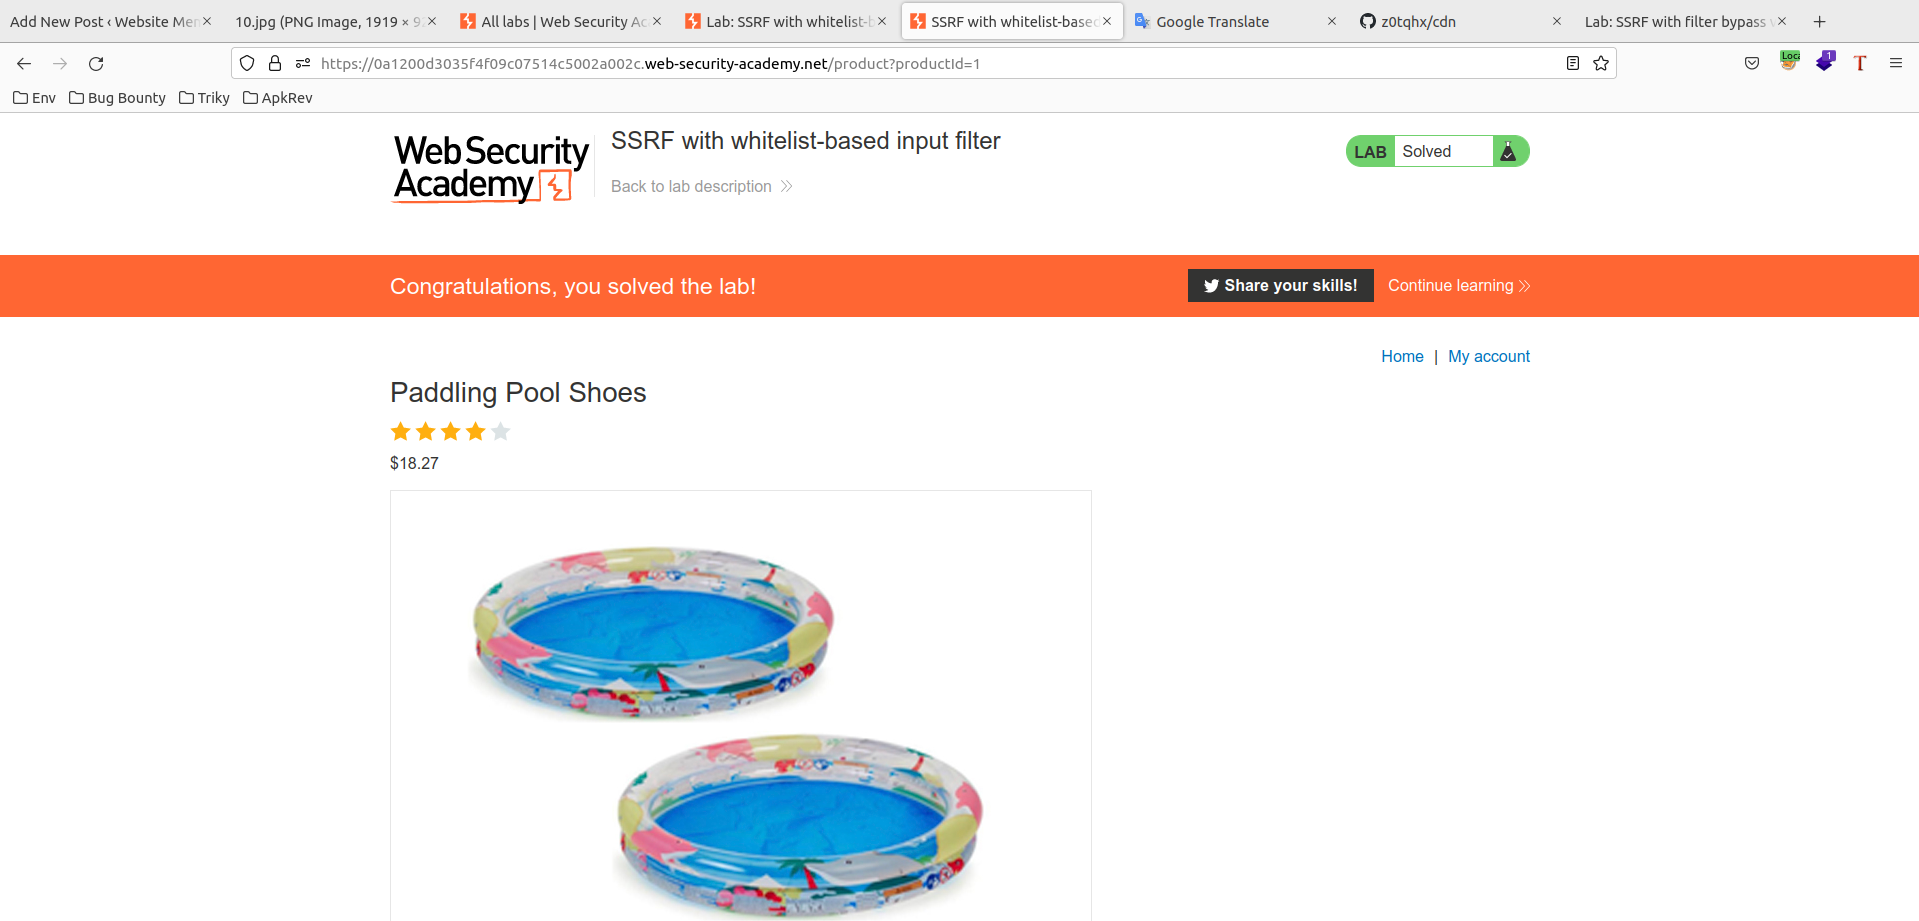 Add New Post ‹ Website Mer
10.jpg (PNG Image, 1919 × 9
All labs | Web Security Ac
Lab: SSRF with whitelist-b
SSRF with whitelist-based
Google Translate
z0tqhx/cdn
Lab: SSRF with filter bypass v
https://0a1200d3035f4f09c07514c5002a002c.web-security-academy.net/product?productId=1
Loca
1
T
Env
Bug Bounty
Triky
ApkRev
Web Security
Academy
SSRF with whitelist-based input filter
Back to lab description
LAB Solved
Congratulations, you solved the lab!
Share your skills!
Continue learning
Home | My account
Paddling Pool Shoes
$18.27